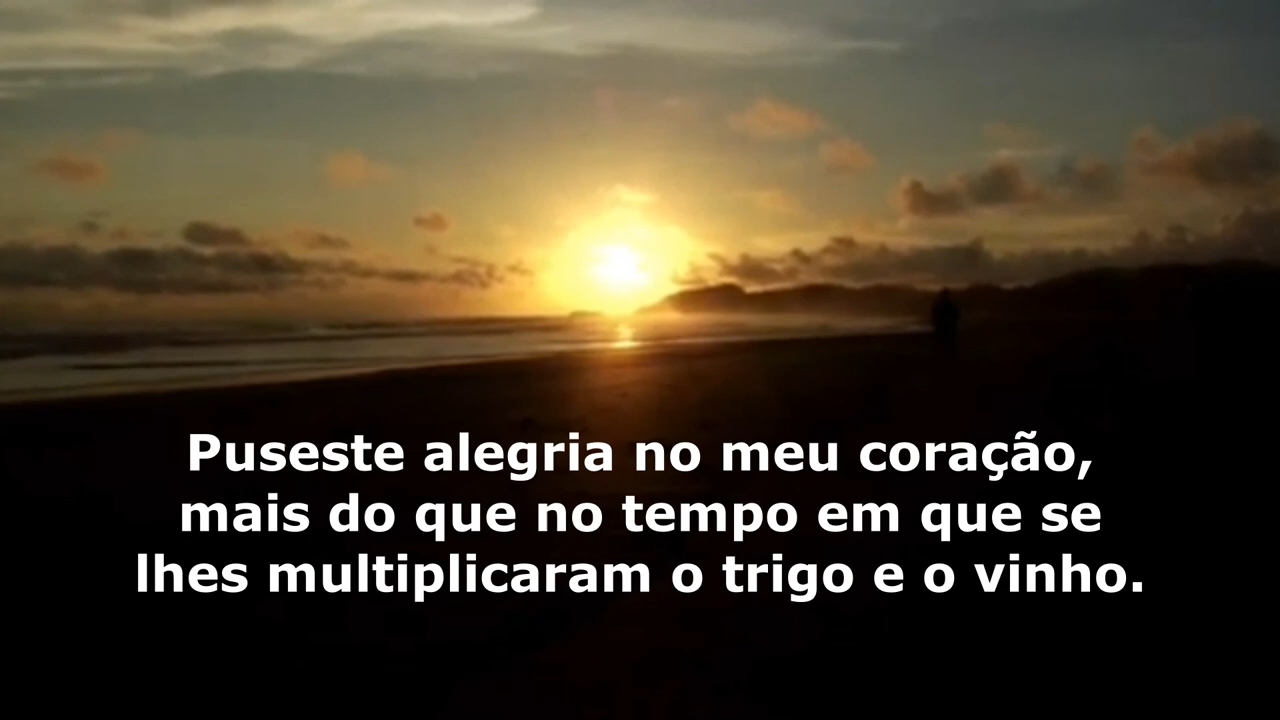 Puseste alegria no meu coração,
mais do que no tempo em que se
lhes multiplicaram o trigo e o vinho.